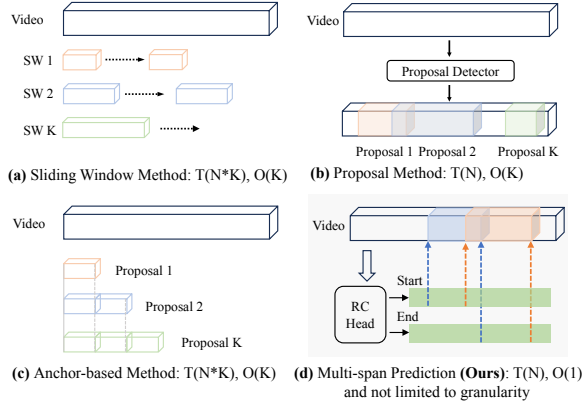 Video
SW 1
SW 2
SW K
(a) Sliding Window Method: T(N*K), O(K)
Video
Proposal Detector
Proposal 1 Proposal 2 Proposal K
(b) Proposal Method: T(N), O(K)
Video
Proposal 1
Proposal 2
Proposal K
(c) Anchor-based Method: T(N*K), O(K)
Video
Start
RC
Head
End
(d) Multi-span Prediction (Ours): T(N), O(1)
and not limited to granularity